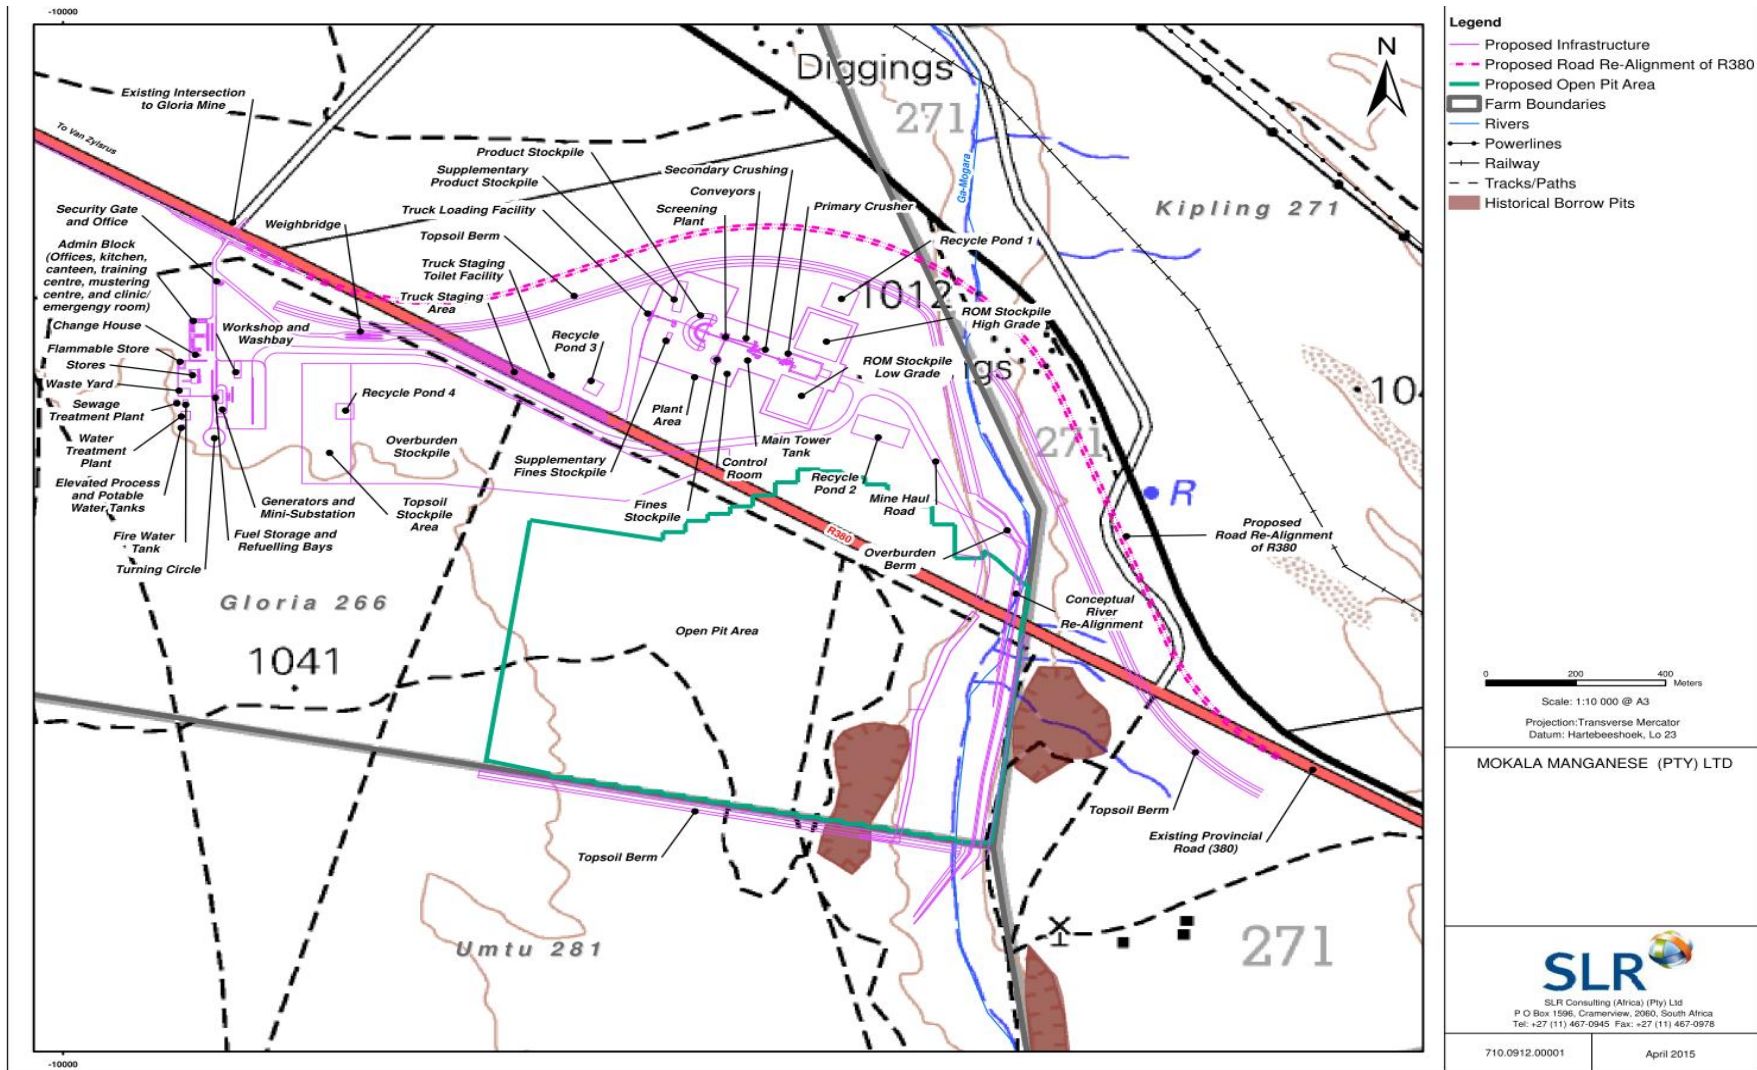 -10000
Diggings
271
Existing Intersection
to Gloria Mine
To Van Zylsrus
Product Stockpile
Supplementary
Product Stockpile
Secondary Crushing
Conveyors
Ga-Mogara
Kipling 271
Security Gate
and Office
Weighbridge
Truck Loading Facility
Screening
Plant
Primary Crusher
Admin Block
(Offices, kitchen,
canteen, training
centre, mustering
centre, and clinic/
emergengy room)
Topsoil Berm
Recycle Pond 1
Truck Staging
Toilet Facility
Truck Staging
Area
1012
ROM Stockpile
High Grade
Change House
Workshop and
Washbay
Recycle
Pond 3
Flammable Store
Stores
ROM Stockpile
Low Grade
igs
104
Waste Yard
Recycle Pond 4
Sewage
Treatment Plant
Plant
Area
Water
Treatment
Plant
Overburden
Stockpile
Main Tower
Tank
271
Supplementary
Fines Stockpile
Control
Room
Recycle
Pond 2
Elevated Process
and Potable
Water Tanks
Generators and
Mini-Substation
Topsoil
Stockpile
Area
Fines
Stockpile
Mine Haul
Road
R
Fire Water
Tank
Fuel Storage and
Refuelling Bays
R380
Proposed
Road Re-Alignment
of R380
Turning Circle
Overburden
Berm
Gloria 266
Conceptual
River
Re-Alignment
Open Pit Area
1041
Topsoil Berm
Existing Provincial
Road (380)
Topsoil Berm
Umtu 281
271
-10000
N
Legend
Proposed Infrastructure
Proposed Road Re-Alignment of R380
Proposed Open Pit Area
Farm Boundaries
Rivers
Powerlines
Railway
Tracks/Paths
Historical Borrow Pits
0 200 400
Meters
Scale: 1:10 000 @ A3
Projection:Transverse Mercator
Datum: Hartebeeshoek, Lo 23
MOKALA MANGANESE (PTY) LTD
SLR
SLR Consulting (Africa) (Pty) Ltd
P O Box 1596, Cramerview, 2060, South Africa
Tel: +27 (11) 467-0945 Fax: +27 (11) 467-0978
710.0912.00001
April 2015